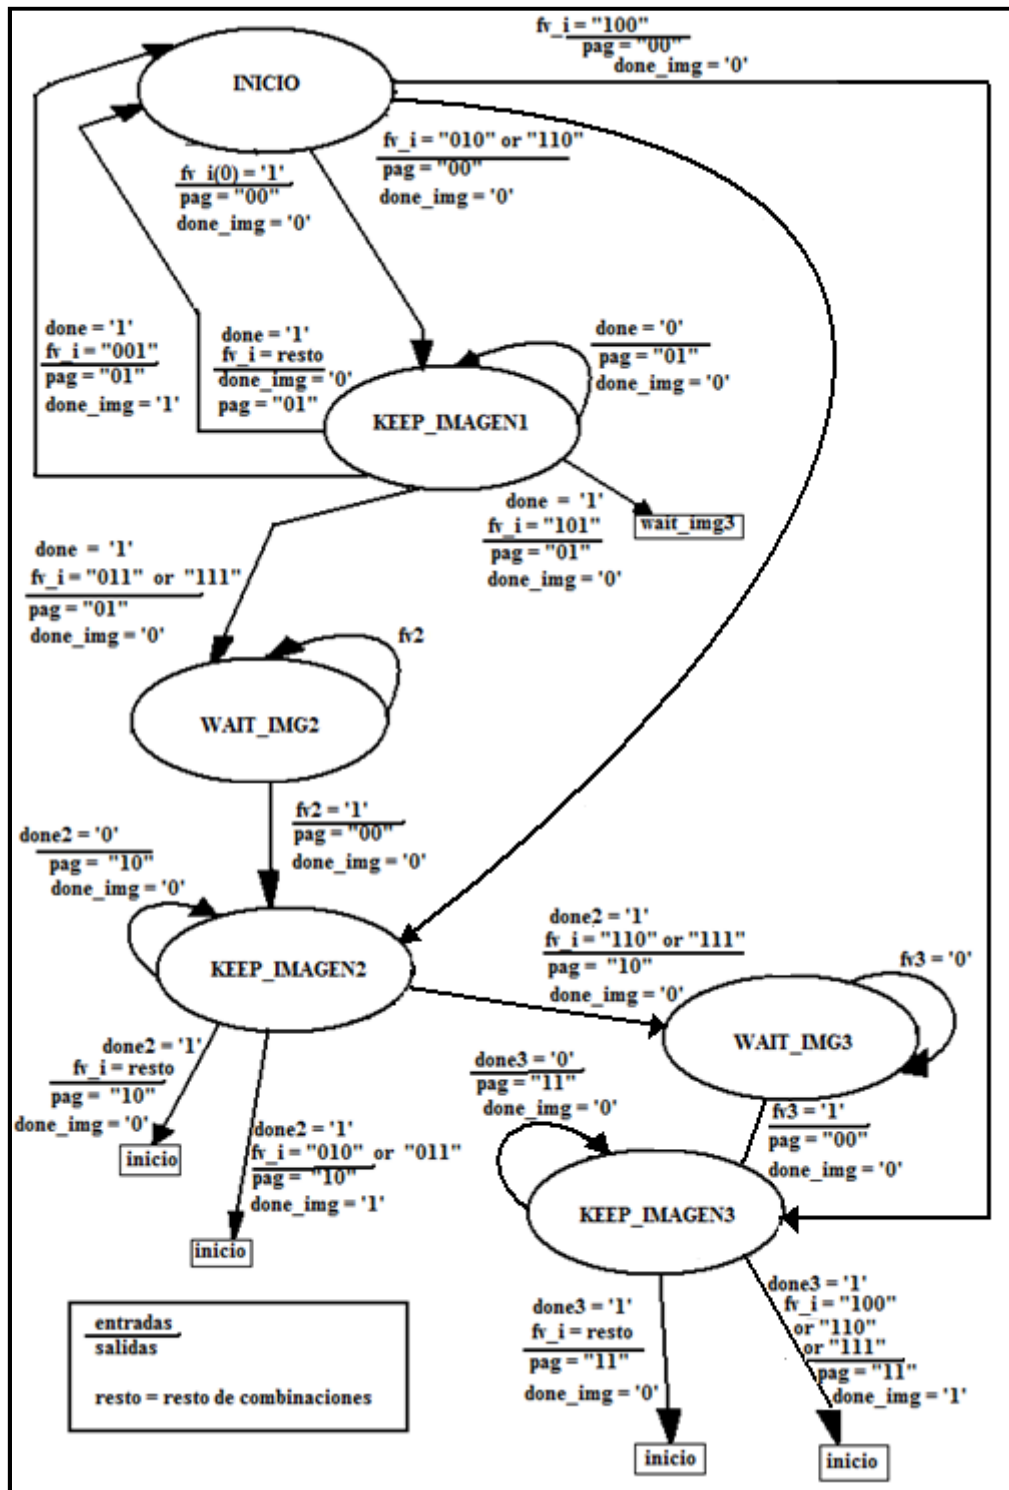 fv_i = "100"
pag = "00"
done_img = '0'
INICIO
fv_i = "010" or "110"
pag = "00"
done_img = '0'
fv_i(0) = '1'
pag = "00"
done_img = '0'
done = '1'
fv_i = "001"
pag = "01"
done_img = '1'
done = '1'
fv_i = resto
done_img = '0'
pag = "01"
done = '0'
pag = "01"
done_img = '0'
KEEP_IMAGEN1
done = '1'
fv_i = "101"
pag = "01"
done_img = '0'
wait_img3
done = '1'
fv_i = "011" or "111"
pag = "01"
done_img = '0'
fv2
WAIT_IMG2
fv2 = '1'
pag = "00"
done_img = '0'
done2 = '0'
pag = "10"
done_img = '0'
KEEP_IMAGEN2
done2 = '1'
fv_i = "110" or "111"
pag = "10"
done_img = '0'
fv3 = '0'
WAIT_IMG3
done2 = '1'
fv_i = resto
pag = "10"
done_img = '0'
inicio
done2 = '1'
fv_i = "010" or "011"
pag = "10"
done_img = '1'
inicio
done3 = '0'
pag = "11"
done_img = '0'
fv3 = '1'
pag = "00"
done_img = '0'
KEEP_IMAGEN3
done3 = '1'
fv_i = resto
pag = "11"
done_img = '0'
inicio
done3 = '1'
fv_i = "100"
or "110"
or "111"
pag = "11"
done_img = '1'
inicio
entradas
salidas
resto = resto de combinaciones